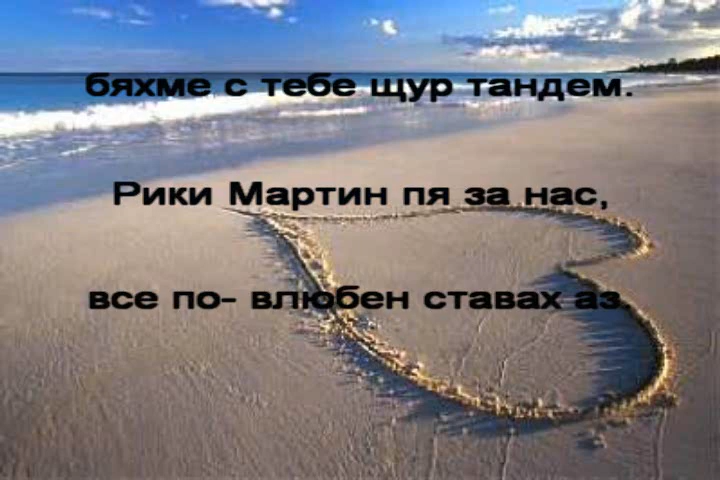 бяхме с тебе щур тандем.
Рики Мартин пя за нас,
все по- влюбен ставах аз.